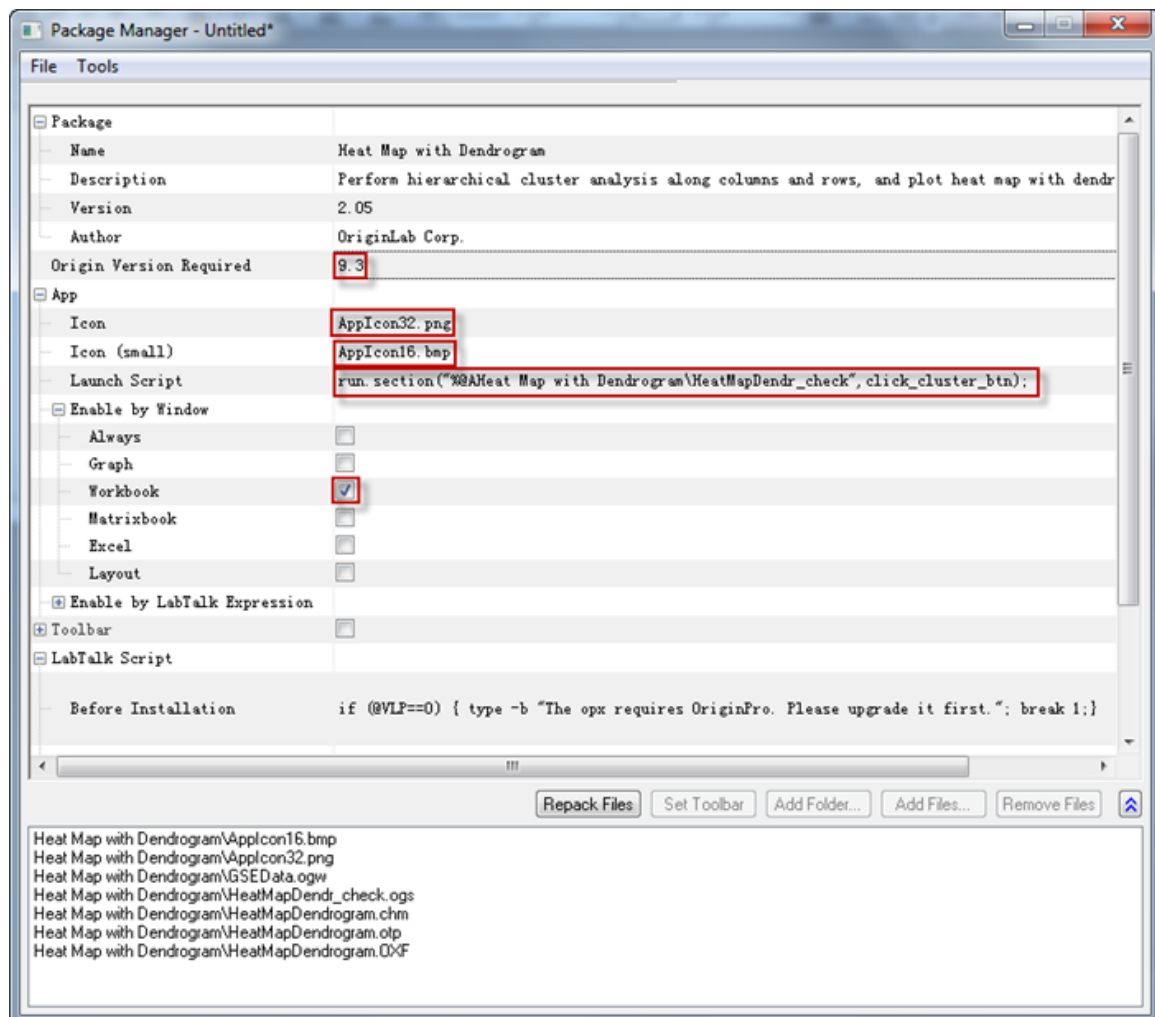 Package Manager - Untitled*
File Tools
Package
Name Heat Map with Dendrogram
Description Perform hierarchical cluster analysis along columns and rows, and plot heat map with dendr
Version 2.05
Author OriginLab Corp.
Origin Version Required 9.3
App
Icon AppIcon32.png
Icon (small) AppIcon16.bmp
Launch Script run.section("%@AHeat Map with Dendrogram\HeatMapDendr_check",click_cluster_btn);
Enable by Window
Always
Graph
Workbook
Matrixbook
Excel
Layout
Enable by LabTalk Expression
Toolbar
LabTalk Script
Before Installation if (@VLP==0) { type -b "The opx requires OriginPro. Please upgrade it first."; break 1;}
Repack Files Set Toolbar Add Folder... Add Files... Remove Files
Heat Map with Dendrogram\AppIcon16.bmp
Heat Map with Dendrogram\AppIcon32.png
Heat Map with Dendrogram\GSEData.ogw
Heat Map with Dendrogram\HeatMapDendr_check.ogs
Heat Map with Dendrogram\HeatMapDendrogram.chm
Heat Map with Dendrogram\HeatMapDendrogram.otp
Heat Map with Dendrogram\HeatMapDendrogram.OXF